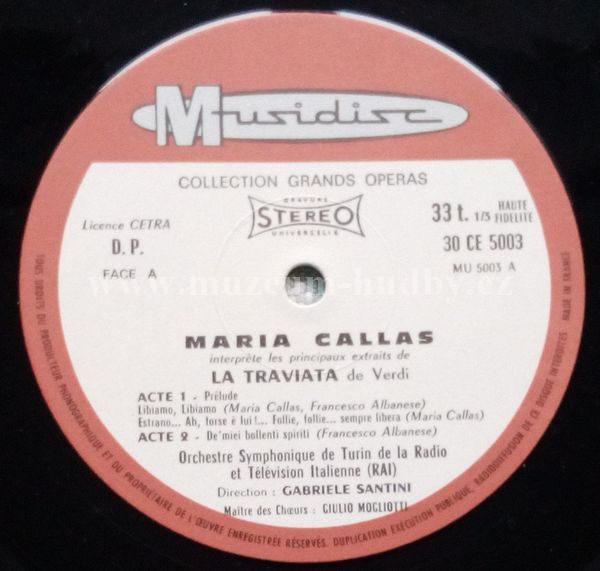 Musidisc
COLLECTION GRANDS OPERAS
Licence CETRA
D. P.
FACE A
GRAVURE
STEREO
UNIVERSELLE
33 t. 1/3 HAUTE FIDELITE
30 CE 5003
MU 5003 A
www.muzeum-hudby.cz
MARIA CALLAS
interprète les principaux extraits de
LA TRAVIATA de Verdi
ACTE 1 - Prélude
Libiamo, Libiamo (Maria Callas, Francesco Albanese)
Estrano... Ah, forse è lui!... Follie, follie... sempre libera (Maria Callas)
ACTE 2 - De'miei bollenti spiriti (Francesco Albanese)
Orchestre Symphonique de Turin de la Radio
et Télévision Italienne (RAI)
Direction : GABRIELE SANTINI
Maître des Chœurs : GIULIO MOGLIOTTI
TOUS DROITS DU PRODUCTEUR PHONOGRAPHIQUE ET DU PROPRIÉTAIRE DE L'ŒUVRE ENREGISTRÉE RÉSERVÉS. DUPLICATION EXÉCUTION PUBLIQUE, RADIODIFFUSION DE CE DISQUE INTERDITES MADE IN FRANCE